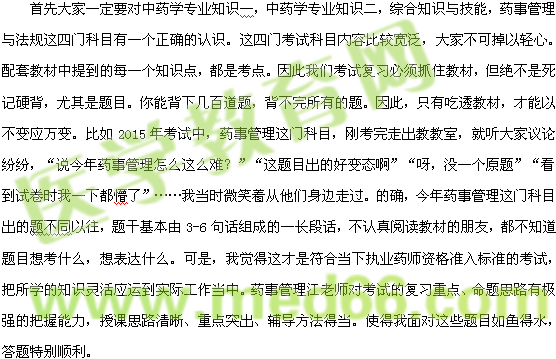 首先大家一定要对中药学专业知识一，中药学专业知识二，综合知识与技能，药事管理
与法规这四门科目有一个正确的认识。这四门考试科目内容比较宽泛，大家不可掉以轻心。
配套教材中提到的每一个知识点，都是考点。因此我们考试复习必须抓住教材，但绝不是死
记硬背，尤其是题目。你能背下几百道题，背不完所有的题。因此，只有吃透教材，才能以
不变应万变。比如 2015 年考试中，药事管理这门科目，刚考完走出教教室，就听大家议论
纷纷，“说今年药事管理怎么这么难？”“这题目出的好变态啊”“呀，没一个原题”“看
到试卷时我一下都懵了”……我当时微笑着从他们身边走过。的确，今年药事管理这门科目
出的题不同以往，题干基本由 3-6 句话组成的一长段话，不认真阅读教材的朋友，都不知道
题目想考什么，想表达什么。可是，我觉得这才是符合当下执业药师资格准入标准的考试，
把所学的知识灵活应运到实际工作当中。药事管理江老师对考试的复习重点、命题思路有极
强的把握能力，授课思路清晰、重点突出、辅导方法得当。使得我面对这些题目如鱼得水，
答题特别顺利。
医学教育网
www.med66.com